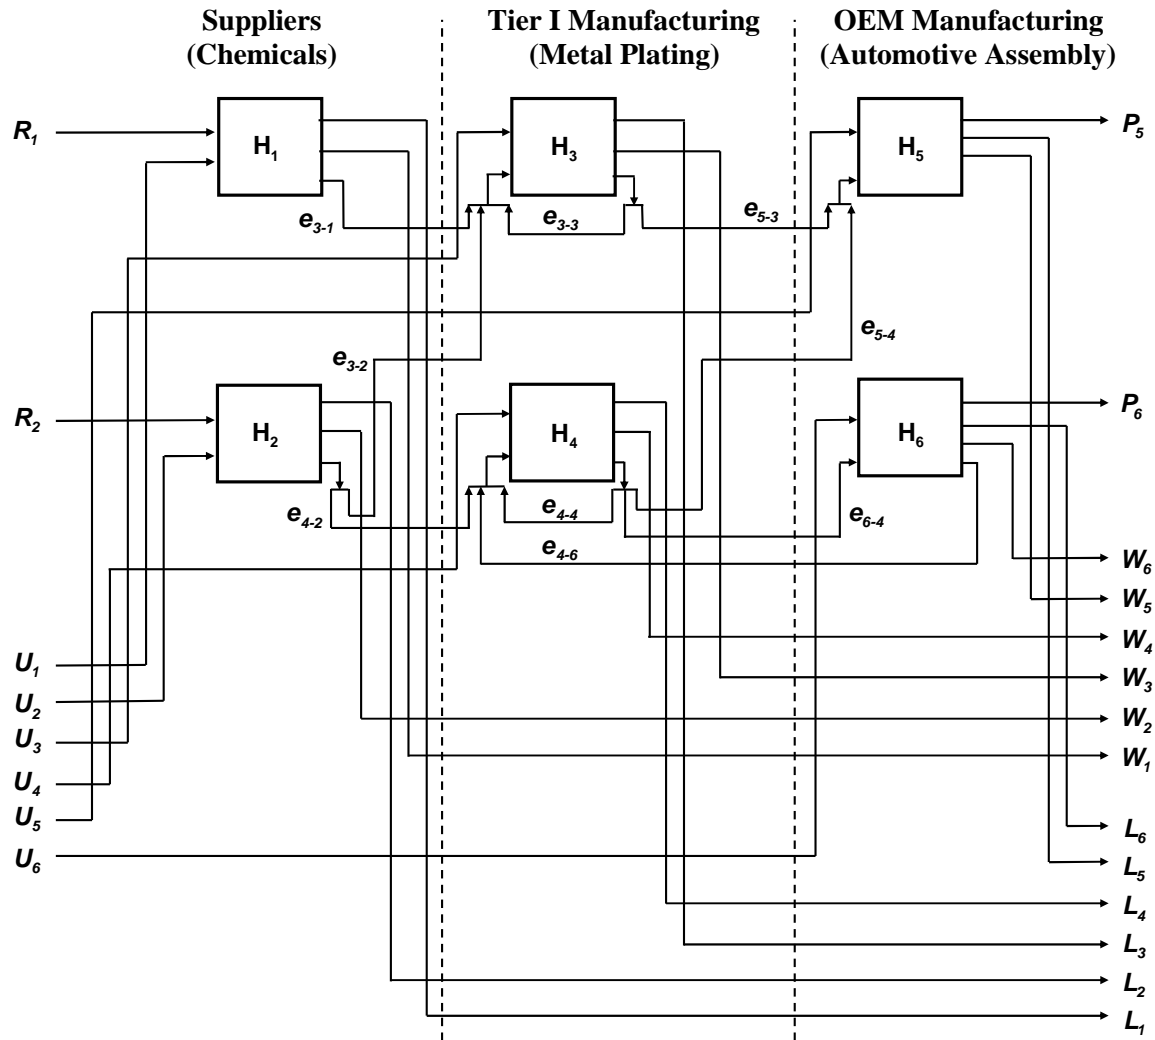 Suppliers
(Chemicals)
Tier I Manufacturing
(Metal Plating)
OEM Manufacturing
(Automotive Assembly)
R1
H1
H3
H5
P5
e3-1
e3-3
e5-3
e5-4
e3-2
R2
H2
H4
H6
P6
e4-2
e4-4
e6-4
e4-6
U1
U2
U3
U4
U5
U6
W6
W5
W4
W3
W2
W1
L6
L5
L4
L3
L2
L1